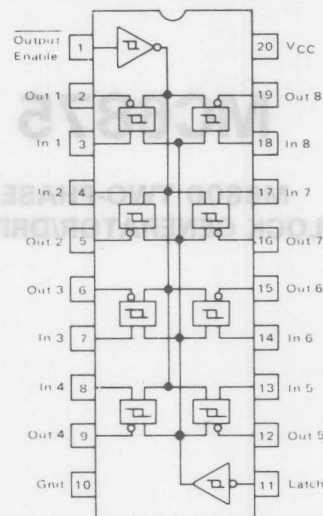 Output
Enable 1 20 VCC
Out 1 2 19 Out 8
In 1 3 18 In 8
In 2 4 17 In 7
Out 2 5 16 Out 7
Out 3 6 15 Out 6
In 3 7 14 In 6
In 4 8 13 In 5
Out 4 9 12 Out 5
Gnd 10 11 Latch